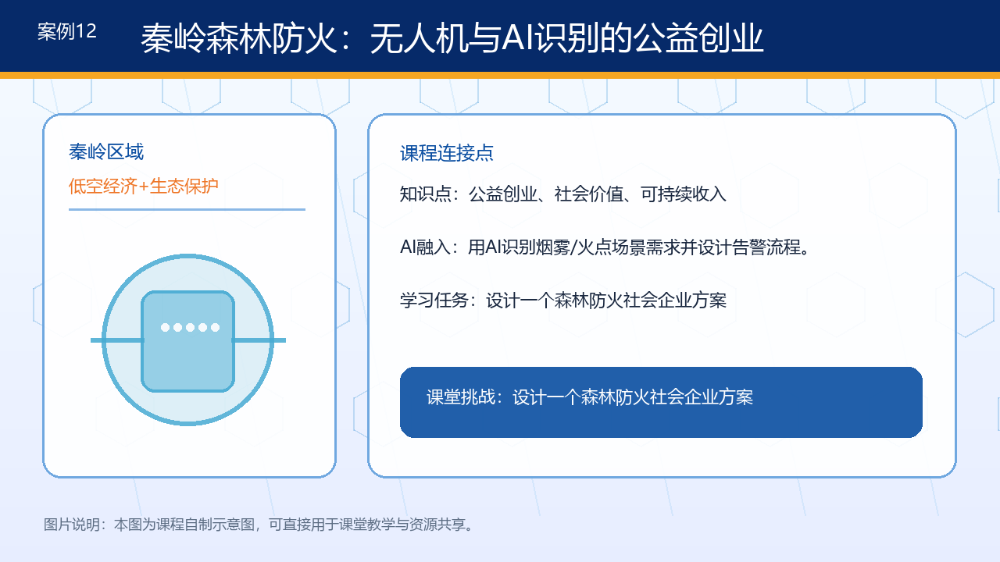 案例12
秦岭森林防火：无人机与AI识别的公益创业
秦岭区域
低空经济+生态保护
课程连接点
知识点：公益创业、社会价值、可持续收入
AI融入：用AI识别烟雾/火点场景需求并设计告警流程。
学习任务：设计一个森林防火社会企业方案
课堂挑战：设计一个森林防火社会企业方案
图片说明：本图为课程自制示意图，可直接用于课堂教学与资源共享。